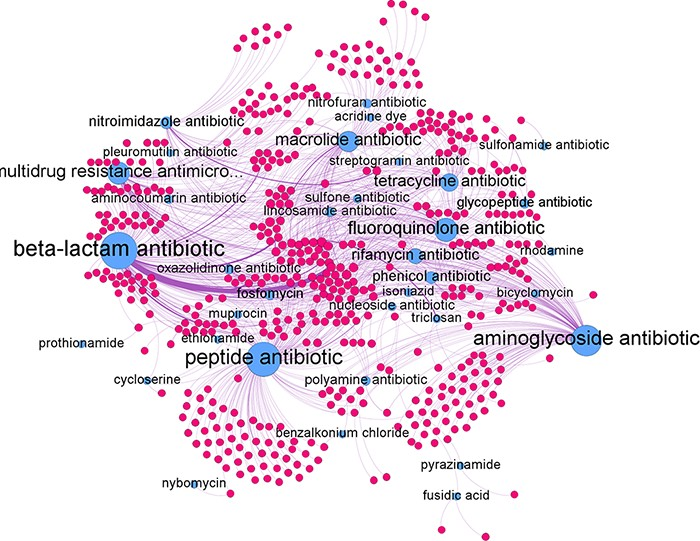 nitrofuran antibiotic
acridine dye
nitroimidazole antibiotic
macrolide antibiotic
sulfonamide antibiotic
pleuromutilin antibiotic
streptogramin antibiotic
multidrug resistance antimicro...
tetracycline antibiotic
aminocoumarin antibiotic
sulfone antibiotic
glycopeptide antibiotic
lincosamide antibiotic
fluoroquinolone antibiotic
beta-lactam antibiotic
rifamycin antibiotic
rhodamine
oxazolidinone antibiotic
phenicol antibiotic
isoniazid
fosfomycin
bicyclomycin
nucleoside antibiotic
mupirocin
triclosan
ethionamide
aminoglycoside antibiotic
prothionamide
peptide antibiotic
cycloserine
polyamine antibiotic
benzalkonium chloride
pyrazinamide
nybomycin
fusidic acid